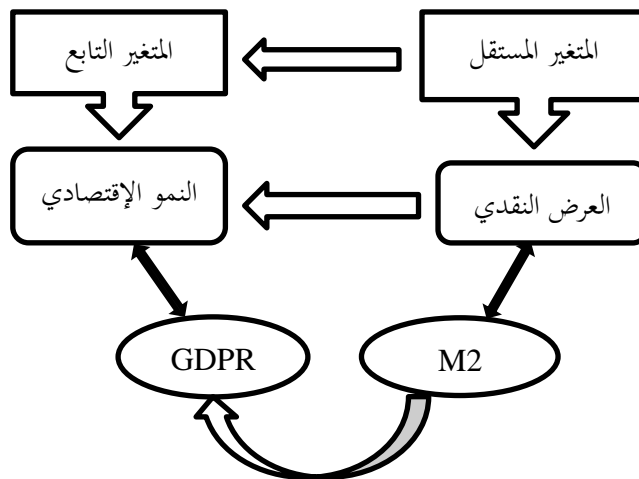 المتغير المستقل
المتغير التابع
العرض النقدي
النمو الإقتصادي
M2
GDPR